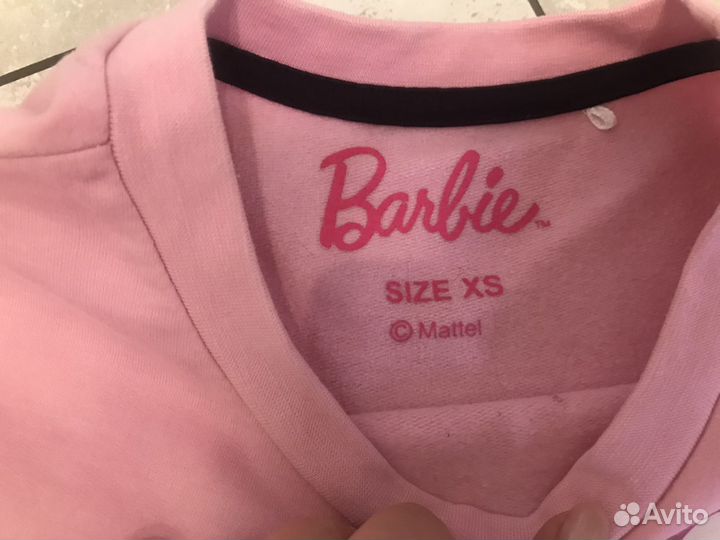 Barbie™
SIZE XS
© Mattel
Avito